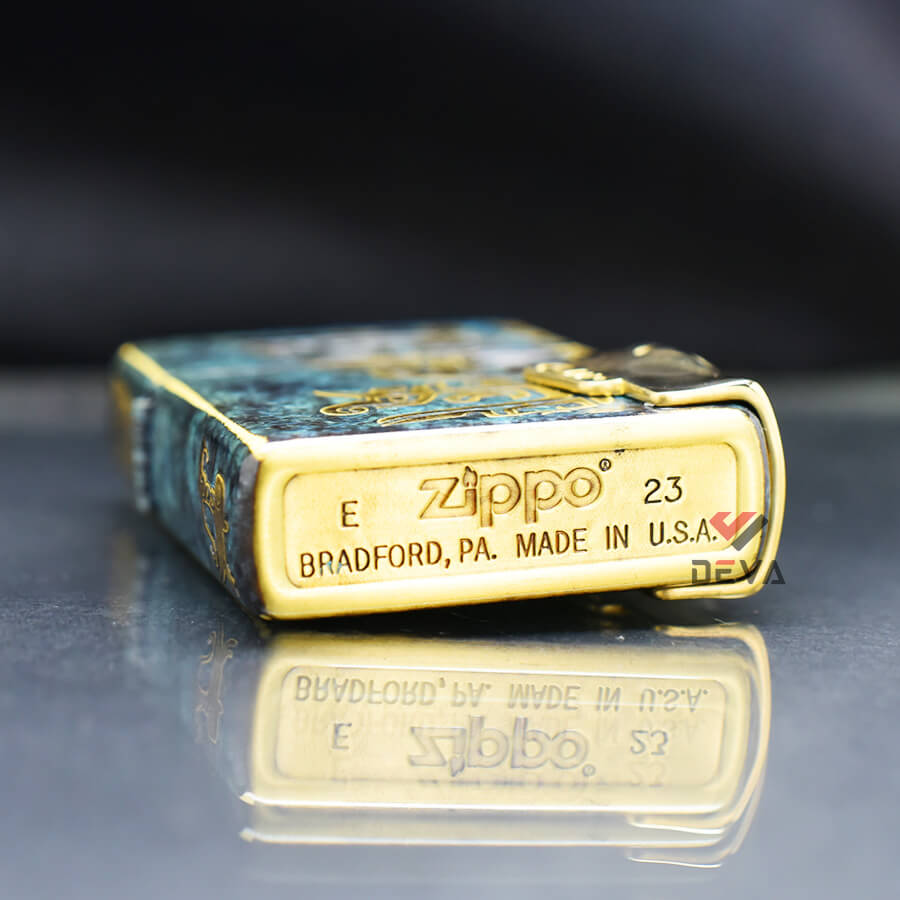 E zippo® 23
BRADFORD, PA. MADE IN U.S.A.
DEVA